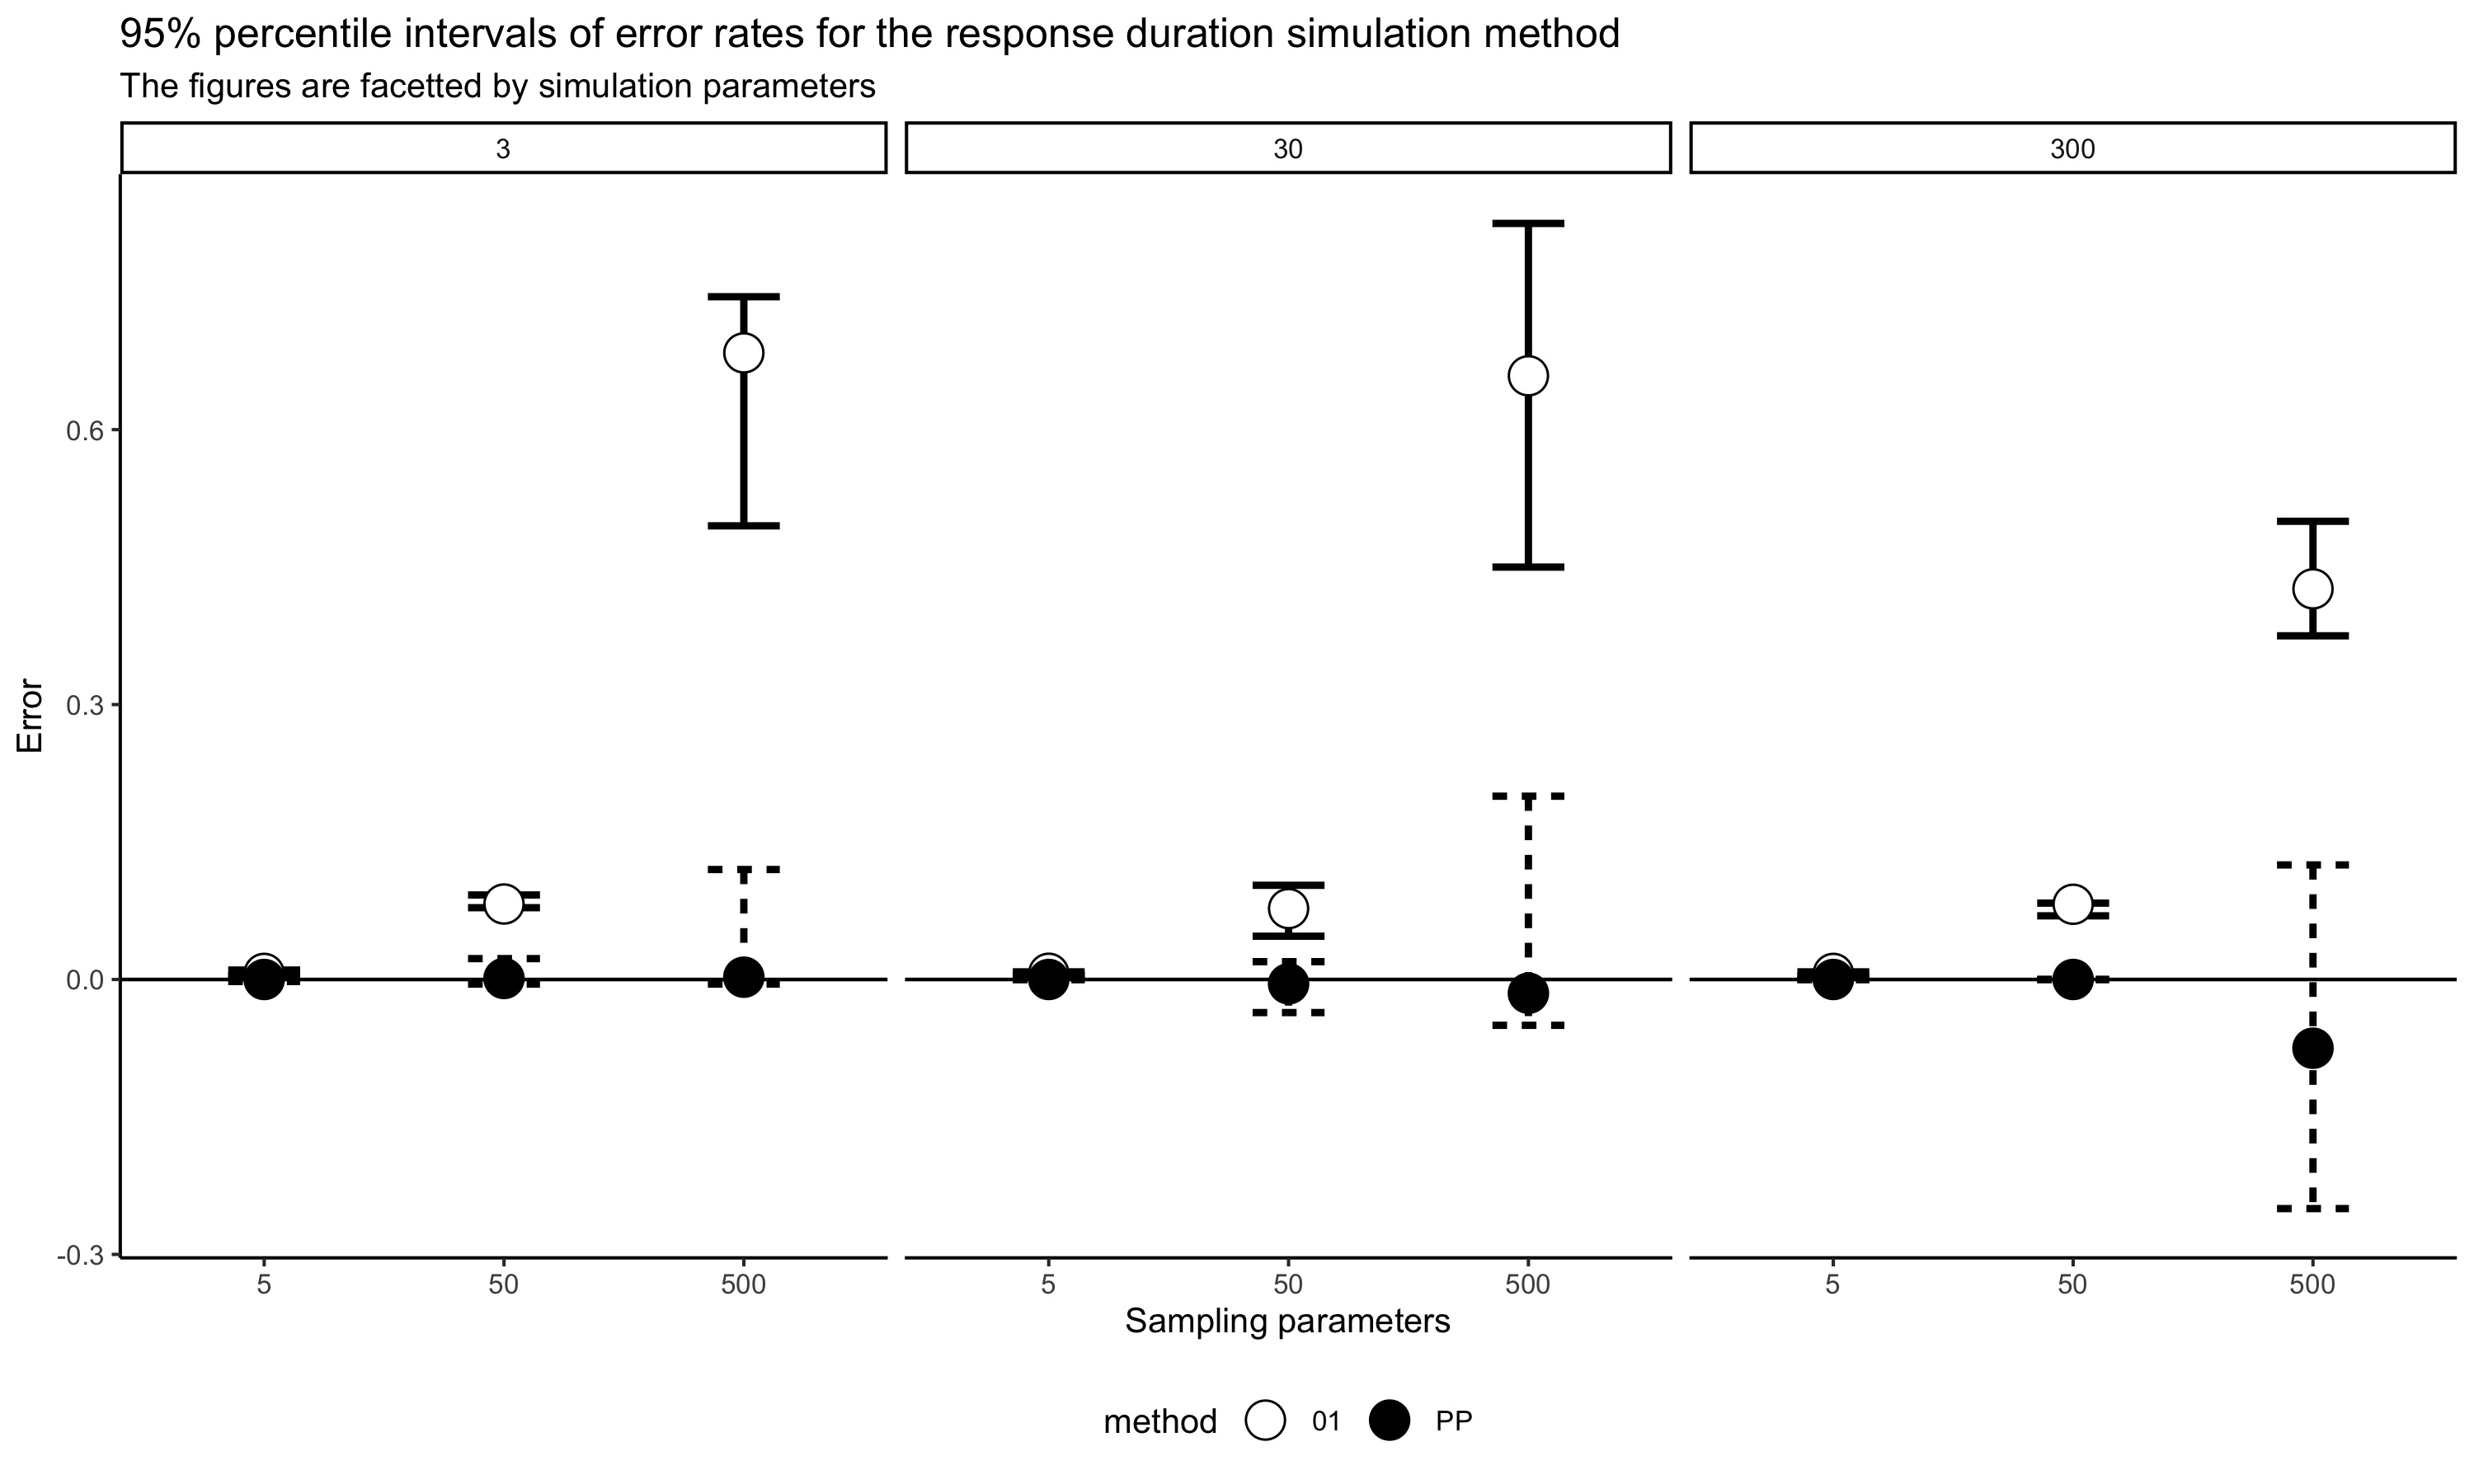 95% percentile intervals of error rates for the response duration simulation method
The figures are facetted by simulation parameters
3 30 300
Error
0.6
0.3
0.0
-0.3
5 50 500 5 50 500 5 50 500
Sampling parameters
method 01 PP